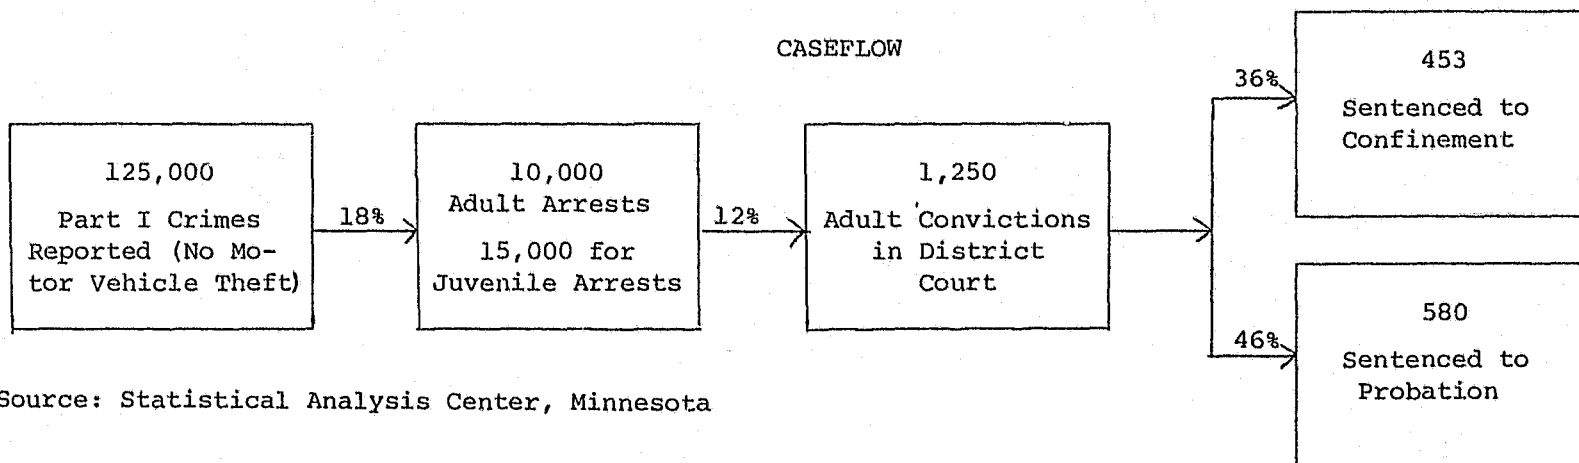 CASEFLOW
125,000
Part I Crimes
Reported (No Mo-
tor Vehicle Theft)
18%
10,000
Adult Arrests
15,000 for
Juvenile Arrests
12%
1,250
Adult Convictions
in District
Court
36%
453
Sentenced to
Confinement
46%
580
Sentenced to
Probation
Source: Statistical Analysis Center, Minnesota